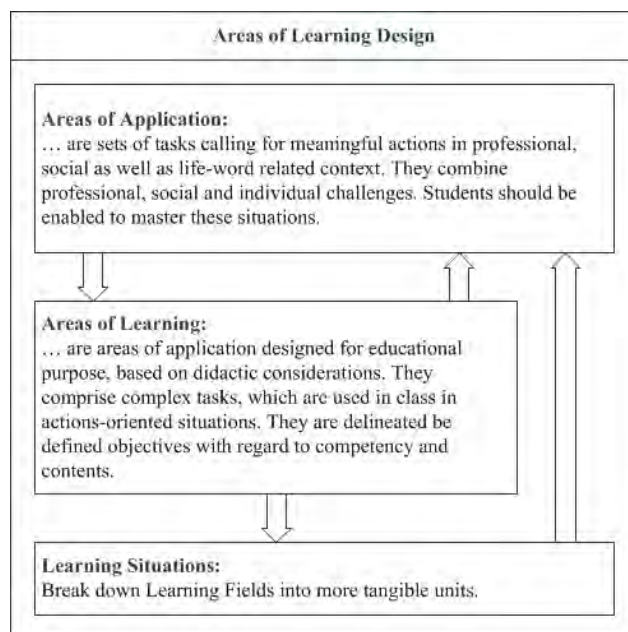 Areas of Learning Design
Areas of Application:
… are sets of tasks calling for meaningful actions in professional,
social as well as life-word related context. They combine
professional, social and individual challenges. Students should be
enabled to master these situations.
Areas of Learning:
… are areas of application designed for educational
purpose, based on didactic considerations. They
comprise complex tasks, which are used in class in
actions-oriented situations. They are delineated be
defined objectives with regard to competency and
contents.
Learning Situations:
Break down Learning Fields into more tangible units.